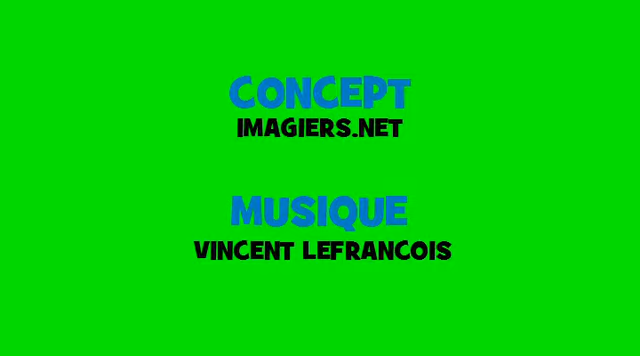 CONCEPT
IMAGIERS.NET
MUSIQUE
VINCENT LEFRANCOIS